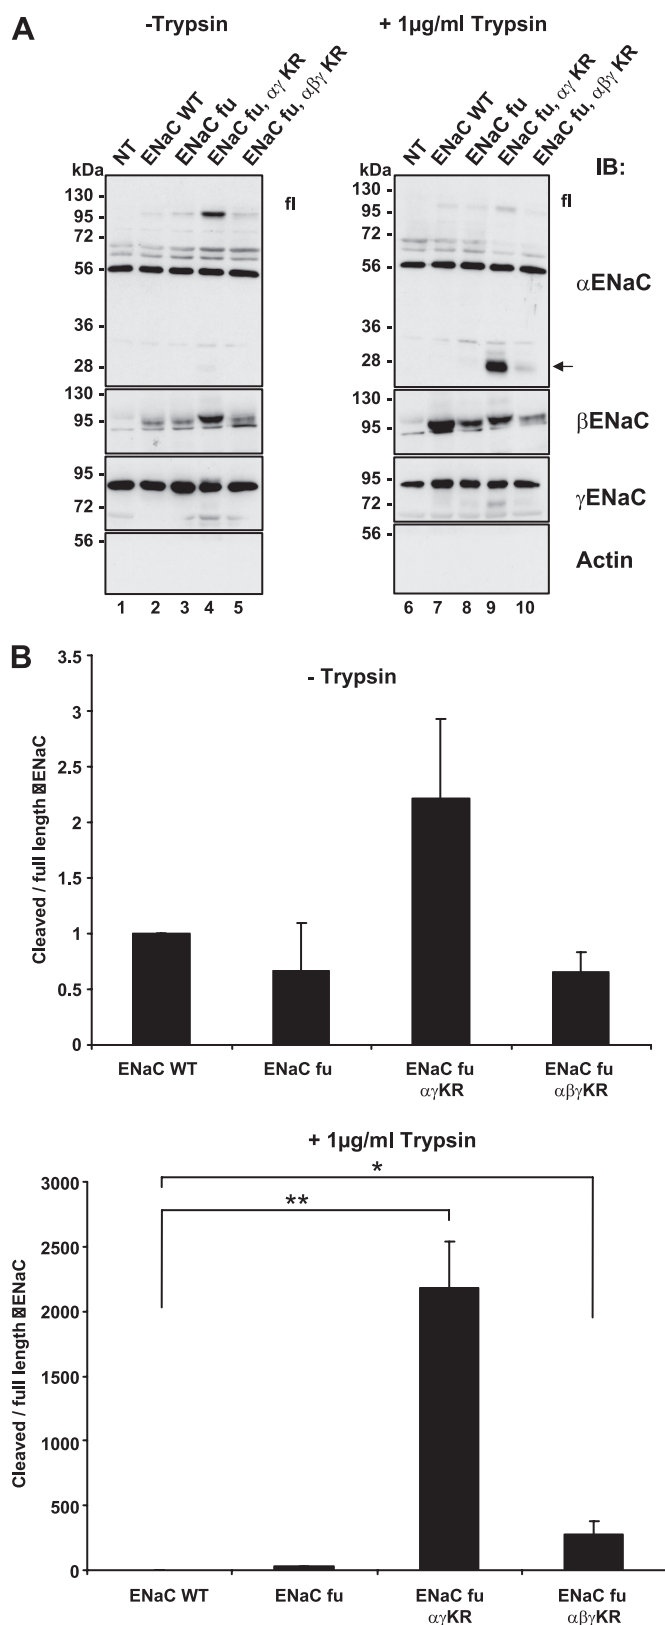 A
-Trypsin
+ 1µg/ml Trypsin
NT
ENaC WT
ENaC fu
ENaC fu, αγ KR
ENaC fu, αβγ KR
NT
ENaC WT
ENaC fu
ENaC fu, αγ KR
ENaC fu, αβγ KR
IB:
kDa
130
95
72
56
36
28
fl
kDa
130
95
72
56
36
28
fl
αENaC
130
95
130
95
βENaC
95
72
95
72
γENaC
56
56
Actin
1 2 3 4 5
6 7 8 9 10
B
- Trypsin
Cleaved / full length ENaC
3.5
3
2.5
2
1.5
1
0.5
0
ENaC WT
ENaC fu
ENaC fu
αγKR
ENaC fu
αβγKR
+ 1µg/ml Trypsin
Cleaved / full length ENaC
3000
2500
2000
1500
1000
500
0
*
**
ENaC WT
ENaC fu
ENaC fu
αγKR
ENaC fu
αβγKR